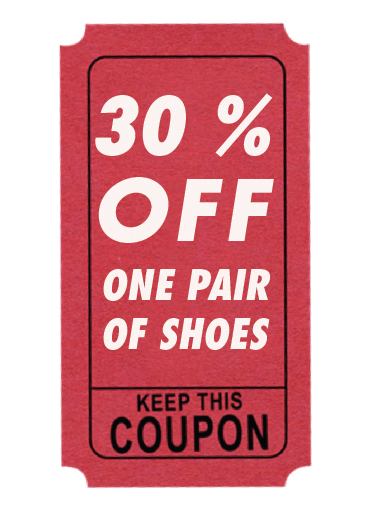 30 %
OFF
ONE PAIR
OF SHOES
KEEP THIS
COUPON